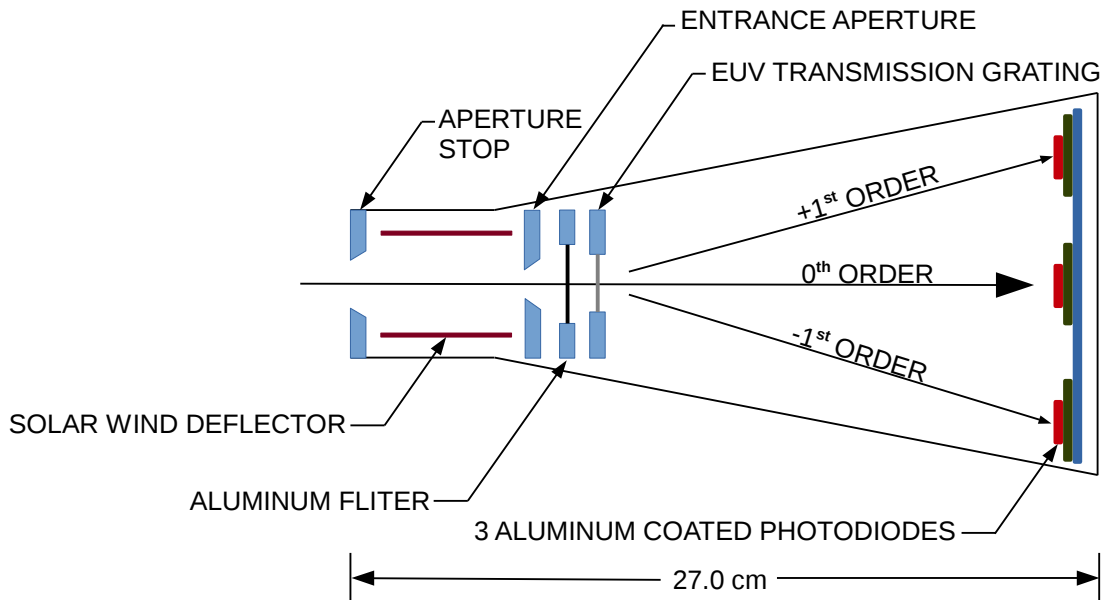 ENTRANCE APERTURE
EUV TRANSMISSION GRATING
APERTURE
STOP
+1st ORDER
0th ORDER
-1st ORDER
SOLAR WIND DEFLECTOR
ALUMINUM FLITER
3 ALUMINUM COATED PHOTODIODES
27.0 cm